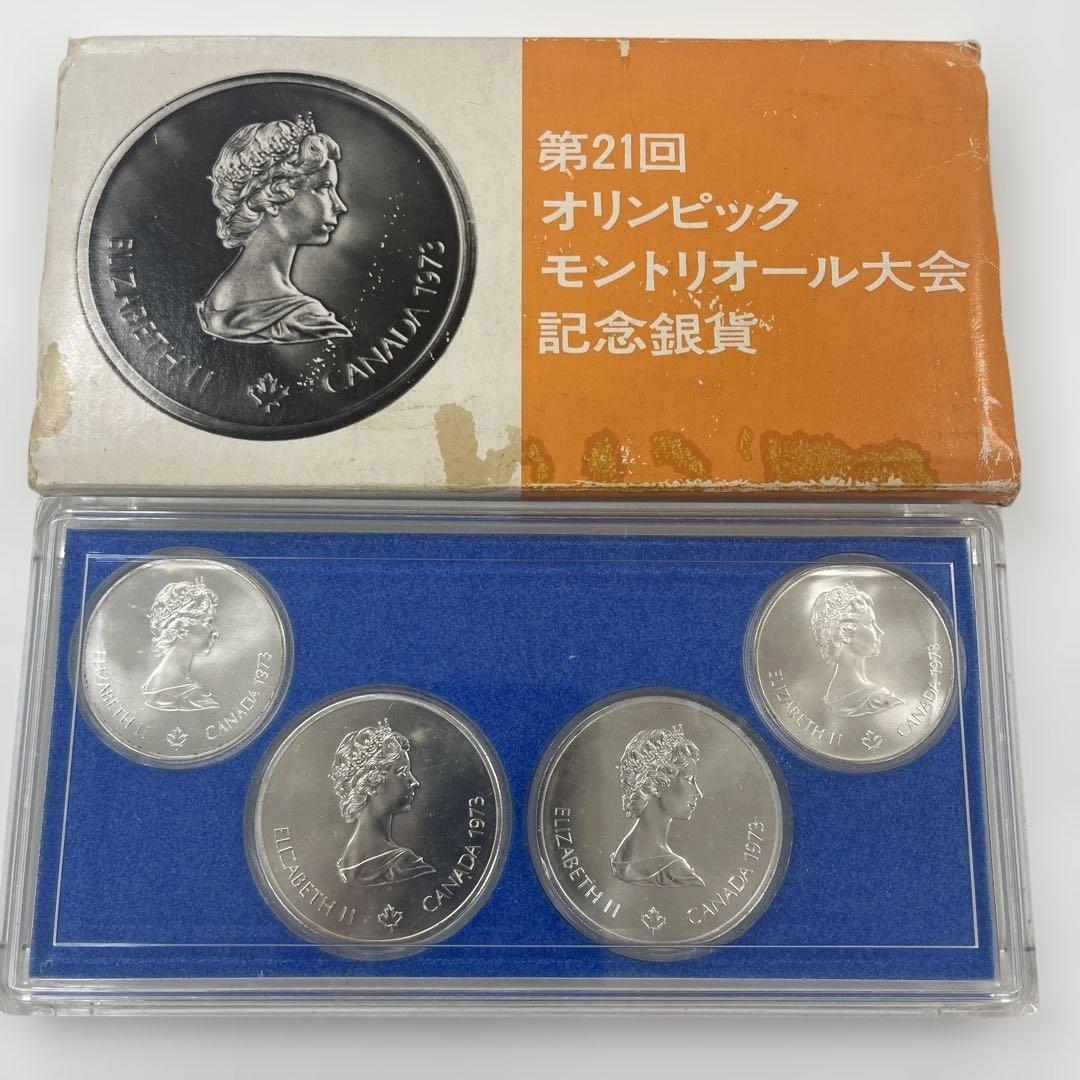 第21回
オリンピック
モントリオール大会
記念銀貨
ELIZABETH II CANADA 1973
ELIZABETH II CANADA 1973
ELIZABETH II CANADA 1973
ELIZABETH II CANADA 1973
ELIZABETH II CANADA 1973